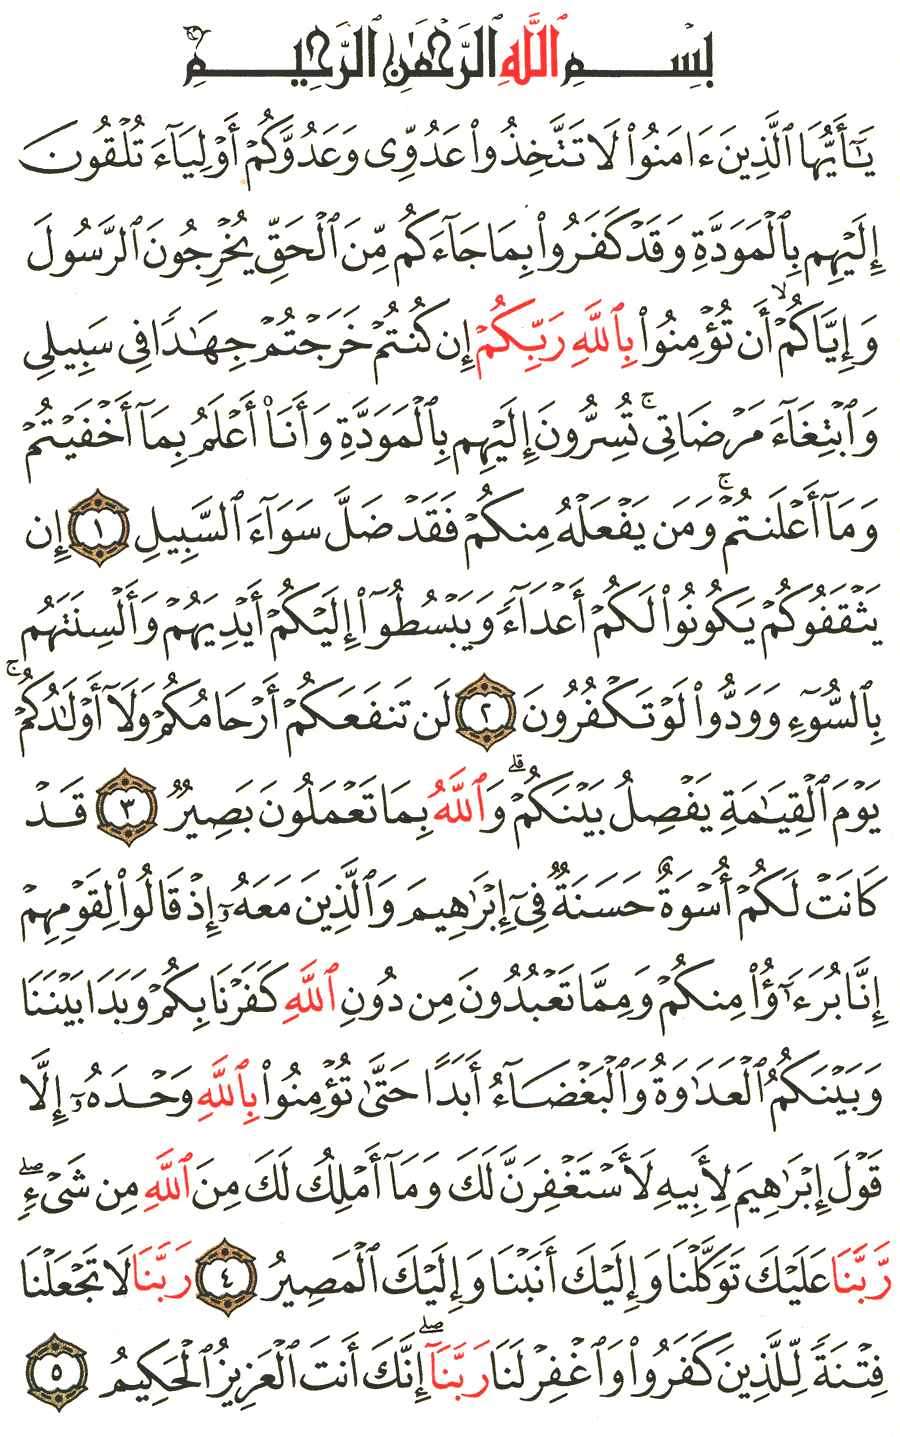 بِسْمِ ٱللَّهِ ٱلرَّحْمَٰنِ ٱلرَّحِيمِ
يَٰٓأَيُّهَا ٱلَّذِينَ ءَامَنُوا۟ لَا تَتَّخِذُوا۟ عَدُوِّى وَعَدُوَّكُمْ أَوْلِيَآءَ تُلْقُونَ
إِلَيْهِم بِٱلْمَوَدَّةِ وَقَدْ كَفَرُوا۟ بِمَا جَآءَكُم مِّنَ ٱلْحَقِّ يُخْرِجُونَ ٱلرَّسُولَ
وَإِيَّاكُمْ ۙ أَن تُؤْمِنُوا۟ بِٱللَّهِ رَبِّكُمْ إِن كُنتُمْ خَرَجْتُمْ جِهَٰدًا فِى سَبِيلِى
وَٱبْتِغَآءَ مَرْضَاتِى ۚ تُسِرُّونَ إِلَيْهِم بِٱلْمَوَدَّةِ وَأَنَا۠ أَعْلَمُ بِمَآ أَخْفَيْتُمْ
وَمَآ أَعْلَنتُمْ ۚ وَمَن يَفْعَلْهُ مِنكُمْ فَقَدْ ضَلَّ سَوَآءَ ٱلسَّبِيلِ ١ إِن
يَثْقَفُوكُمْ يَكُونُوا۟ لَكُمْ أَعْدَآءً وَيَبْسُطُوٓا۟ إِلَيْكُمْ أَيْدِيَهُمْ وَأَلْسِنَتَهُم
بِٱلسُّوٓءِ وَوَدُّوا۟ لَوْ تَكْفُرُونَ ٢ لَن تَنفَعَكُمْ أَرْحَامُكُمْ وَلَآ أَوْلَٰدُكُمْ ۚ
يَوْمَ ٱلْقِيَٰمَةِ يَفْصِلُ بَيْنَكُمْ ۗ وَٱللَّهُ بِمَا تَعْمَلُونَ بَصِيرٌ ٣ قَدْ
كَانَتْ لَكُمْ أُسْوَةٌ حَسَنَةٌ فِىٓ إِبْرَٰهِيمَ وَٱلَّذِينَ مَعَهُۥٓ إِذْ قَالُوا۟ لِقَوْمِهِمْ
إِنَّا بُرَءَٰٓؤُا۟ مِنكُمْ وَمِمَّا تَعْبُدُونَ مِن دُونِ ٱللَّهِ كَفَرْنَا بِكُمْ وَبَدَا بَيْنَنَا
وَبَيْنَكُمُ ٱلْعَدَٰوَةُ وَٱلْبَغْضَآءُ أَبَدًا حَتَّىٰ تُؤْمِنُوا۟ بِٱللَّهِ وَحْدَهُۥٓ إِلَّا
قَوْلَ إِبْرَٰهِيمَ لِأَبِيهِ لَأَسْتَغْفِرَنَّ لَكَ وَمَآ أَمْلِكُ لَكَ مِنَ ٱللَّهِ مِن شَىْءٍ ۖ
رَّبَّنَا عَلَيْكَ تَوَكَّلْنَا وَإِلَيْكَ أَنَبْنَا وَإِلَيْكَ ٱلْمَصِيرُ ٤ رَبَّنَا لَا تَجْعَلْنَا
فِتْنَةً لِّلَّذِينَ كَفَرُوا۟ وَٱغْفِرْ لَنَا رَبَّنَآ ۖ إِنَّكَ أَنتَ ٱلْعَزِيزُ ٱلْحَكِيمُ ٥